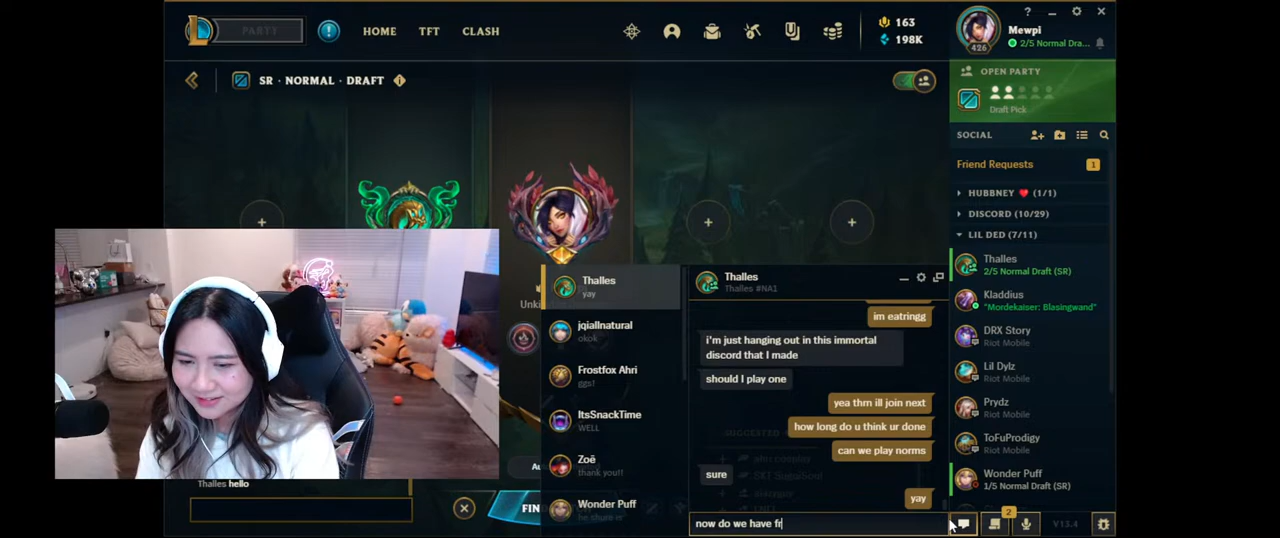 PARTY
HOME
TFT
CLASH
163
198K
?
426
Mewpi
2/5 Normal Dra...
SR · NORMAL · DRAFT
OPEN PARTY
Draft Pick
SOCIAL
Friend Requests
1
HUBBNEY ❤ (1/1)
DISCORD (10/29)
LIL DED (7/11)
Thalles
2/5 Normal Draft (SR)
Kladdius
"Mordekaiser: Blasingwand"
DRX Story
Riot Mobile
Lil Dylz
Riot Mobile
Prydz
Riot Mobile
ToFuProdigy
Riot Mobile
Wonder Puff
1/5 Normal Draft (SR)
2
V13.4
Thalles
yay
jqiallnatural
okok
Frostfox Ahri
ggs!
ItsSnackTime
WELL
Zoë
thank you!!
Wonder Puff
Thalles
Thalles #NA1
im eatringg
i'm just hanging out in this immortal
discord that I made
should I play one
yea thm ill join next
how long do u think ur done
can we play norms
sure
yay
now do we have fr
Thalles hello
Au
FIN